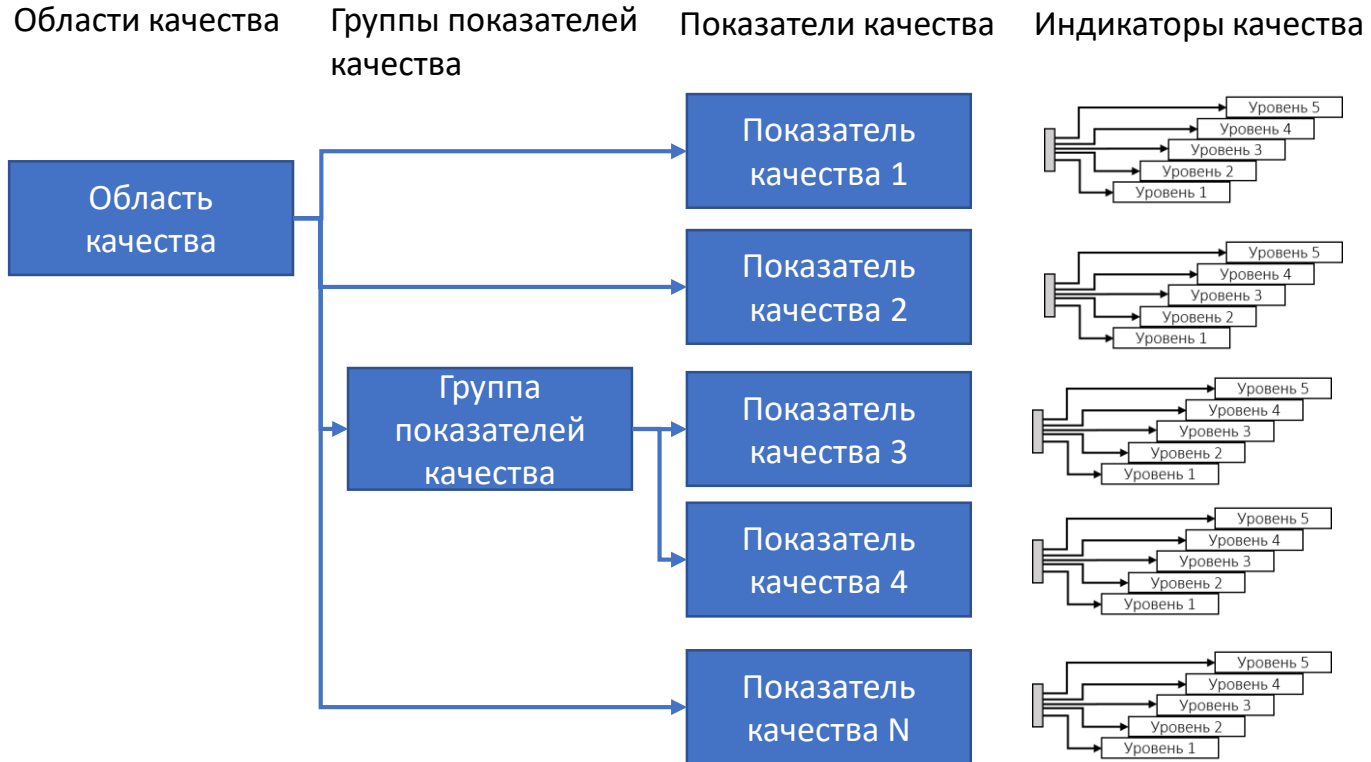 Области качества
Группы показателей
качества
Показатели качества
Индикаторы качества
Область
качества
Показатель
качества 1
Уровень 5
Уровень 4
Уровень 3
Уровень 2
Уровень 1
Показатель
качества 2
Уровень 5
Уровень 4
Уровень 3
Уровень 2
Уровень 1
Группа
показателей
качества
Показатель
качества 3
Уровень 5
Уровень 4
Уровень 3
Уровень 2
Уровень 1
Показатель
качества 4
Уровень 5
Уровень 4
Уровень 3
Уровень 2
Уровень 1
Показатель
качества N
Уровень 5
Уровень 4
Уровень 3
Уровень 2
Уровень 1